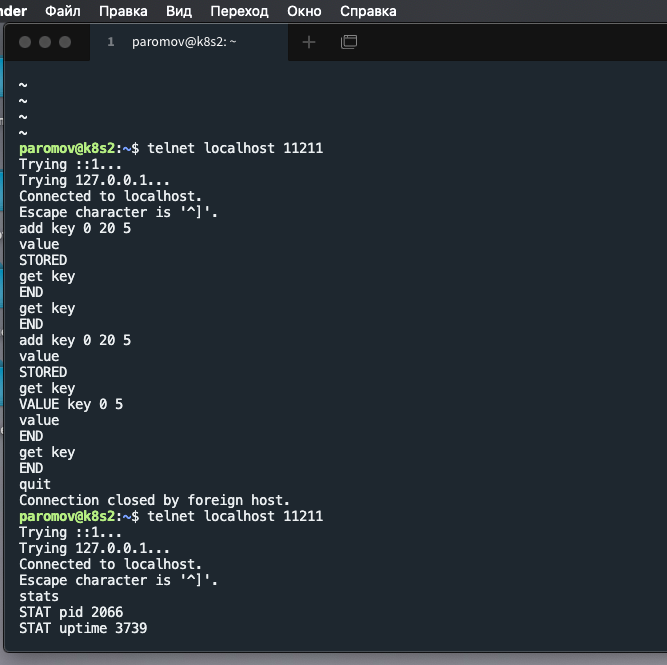 nder Файл Правка Вид Переход Окно Справка
1 paromov@k8s2: ~
~
~
~
~
paromov@k8s2:~$ telnet localhost 11211
Trying ::1...
Trying 127.0.0.1...
Connected to localhost.
Escape character is '^]'.
add key 0 20 5
value
STORED
get key
END
get key
END
add key 0 20 5
value
STORED
get key
VALUE key 0 5
value
END
get key
END
quit
Connection closed by foreign host.
paromov@k8s2:~$ telnet localhost 11211
Trying ::1...
Trying 127.0.0.1...
Connected to localhost.
Escape character is '^]'.
stats
STAT pid 2066
STAT uptime 3739